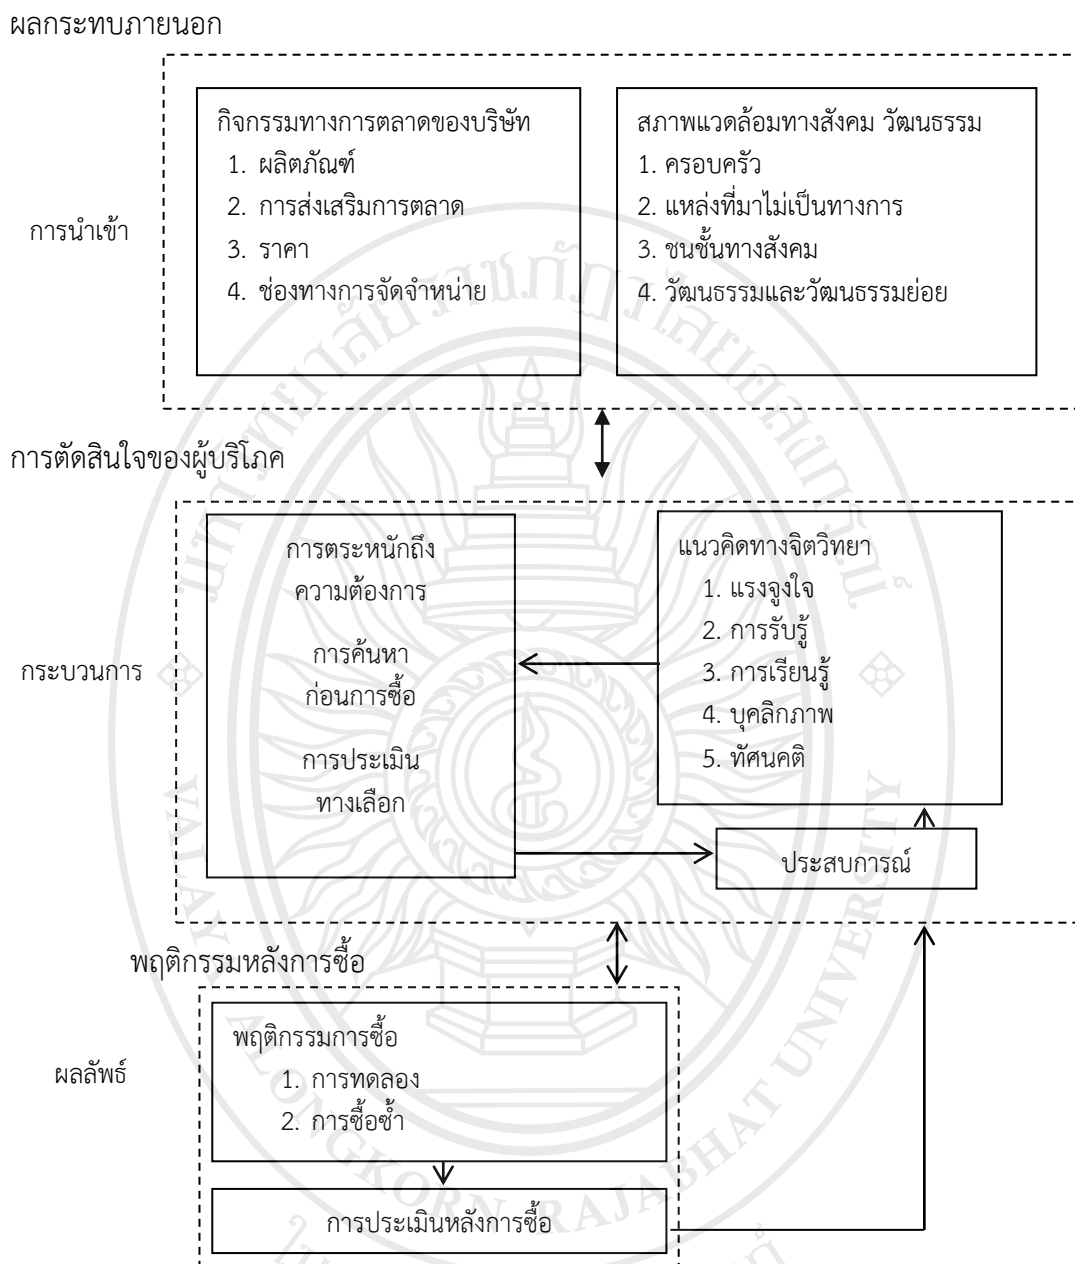 ผลกระทบภายนอก
กิจกรรมทางการตลาดของบริษัท
1. ผลิตภัณฑ์
2. การส่งเสริมการตลาด
3. ราคา
4. ช่องทางการจัดจำหน่าย
สภาพแวดล้อมทางสังคม วัฒนธรรม
1. ครอบครัว
2. แหล่งที่มาไม่เป็นทางการ
3. ชนชั้นทางสังคม
4. วัฒนธรรมและวัฒนธรรมย่อย
การนำเข้า
การตัดสินใจของผู้บริโภค
การตระหนักถึง
ความต้องการ
การค้นหา
ก่อนการซื้อ
การประเมิน
ทางเลือก
แนวคิดทางจิตวิทยา
1. แรงจูงใจ
2. การรับรู้
3. การเรียนรู้
4. บุคลิกภาพ
5. ทัศนคติ
กระบวนการ
ประสบการณ์
พฤติกรรมหลังการซื้อ
พฤติกรรมการซื้อ
1. การทดลอง
2. การซื้อซ้ำ
ผลลัพธ์
การประเมินหลังการซื้อ
VALAYA ALONGKORN RAJABHAT UNIVERSITY